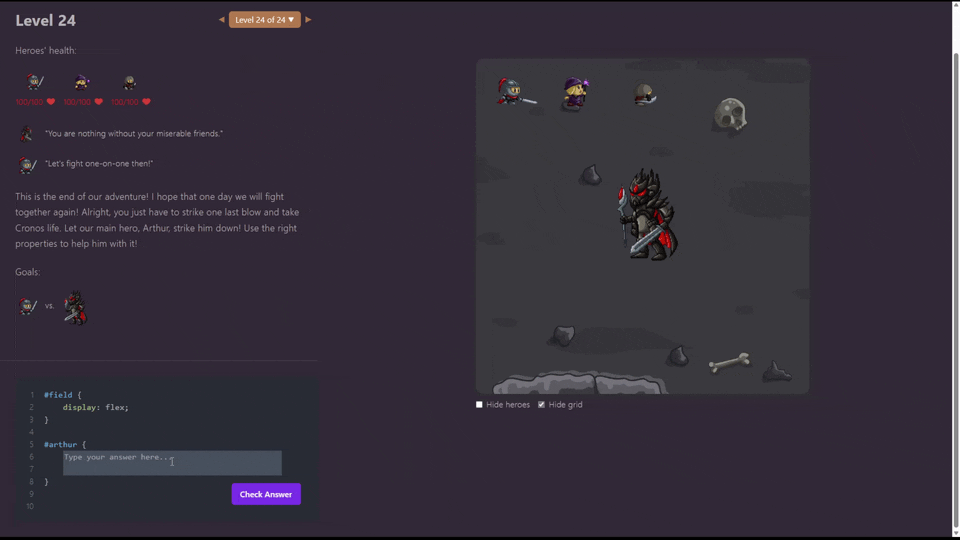 Level 24
Level 24 of 24 ▼
Heroes' health:
100/100 100/100 100/100
"You are nothing without your miserable friends."
"Let's fight one-on-one then!"
This is the end of our adventure! I hope that one day we will fight
together again! Alright, you just have to strike one last blow and take
Cronos life. Let our main hero, Arthur, strike him down! Use the right
properties to help him with it!
Goals:
vs.
1 #field {
2 display: flex;
3 }
4
5 #arthur {
6 Type your answer here...
7
8 }
9
10
Check Answer
Hide heroes Hide grid